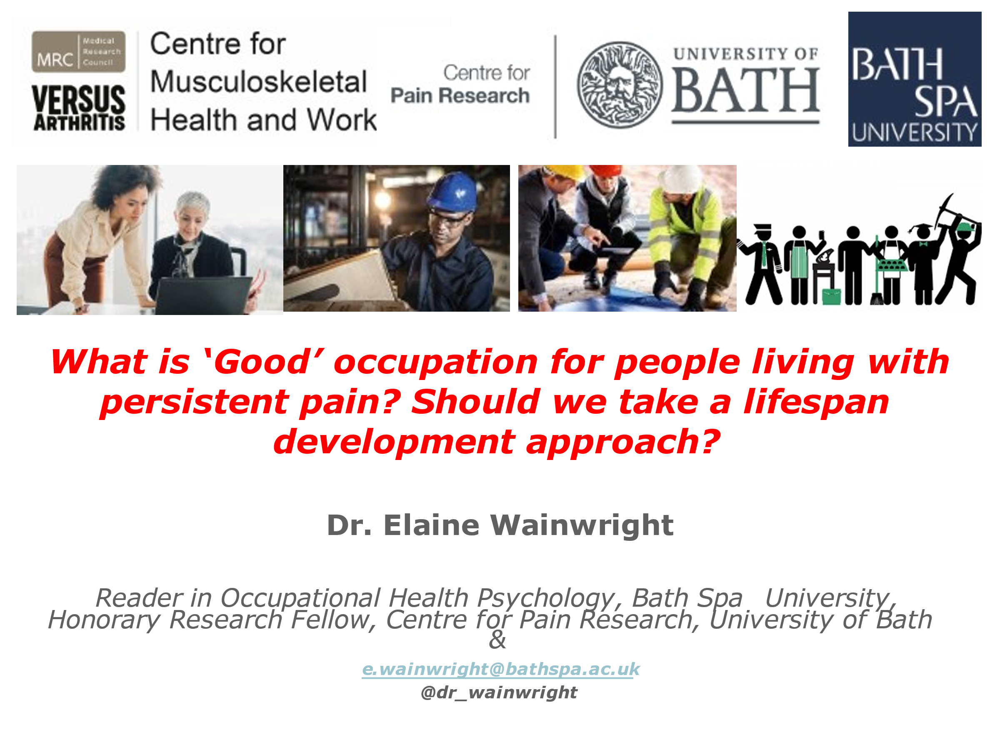 MRC
Medical
Research
Council
VERSUS
ARTHRITIS
Centre for
Musculoskeletal
Health and Work
Centre for
Pain Research
UNIVERSITY OF
BATH
BATH
SPA
UNIVERSITY
What is ‘Good’ occupation for people living with
persistent pain? Should we take a lifespan
development approach?
Dr. Elaine Wainwright
Reader in Occupational Health Psychology, Bath Spa University,
Honorary Research Fellow, Centre for Pain Research, University of Bath
&
e.wainwright@bathspa.ac.uk
@dr_wainwright